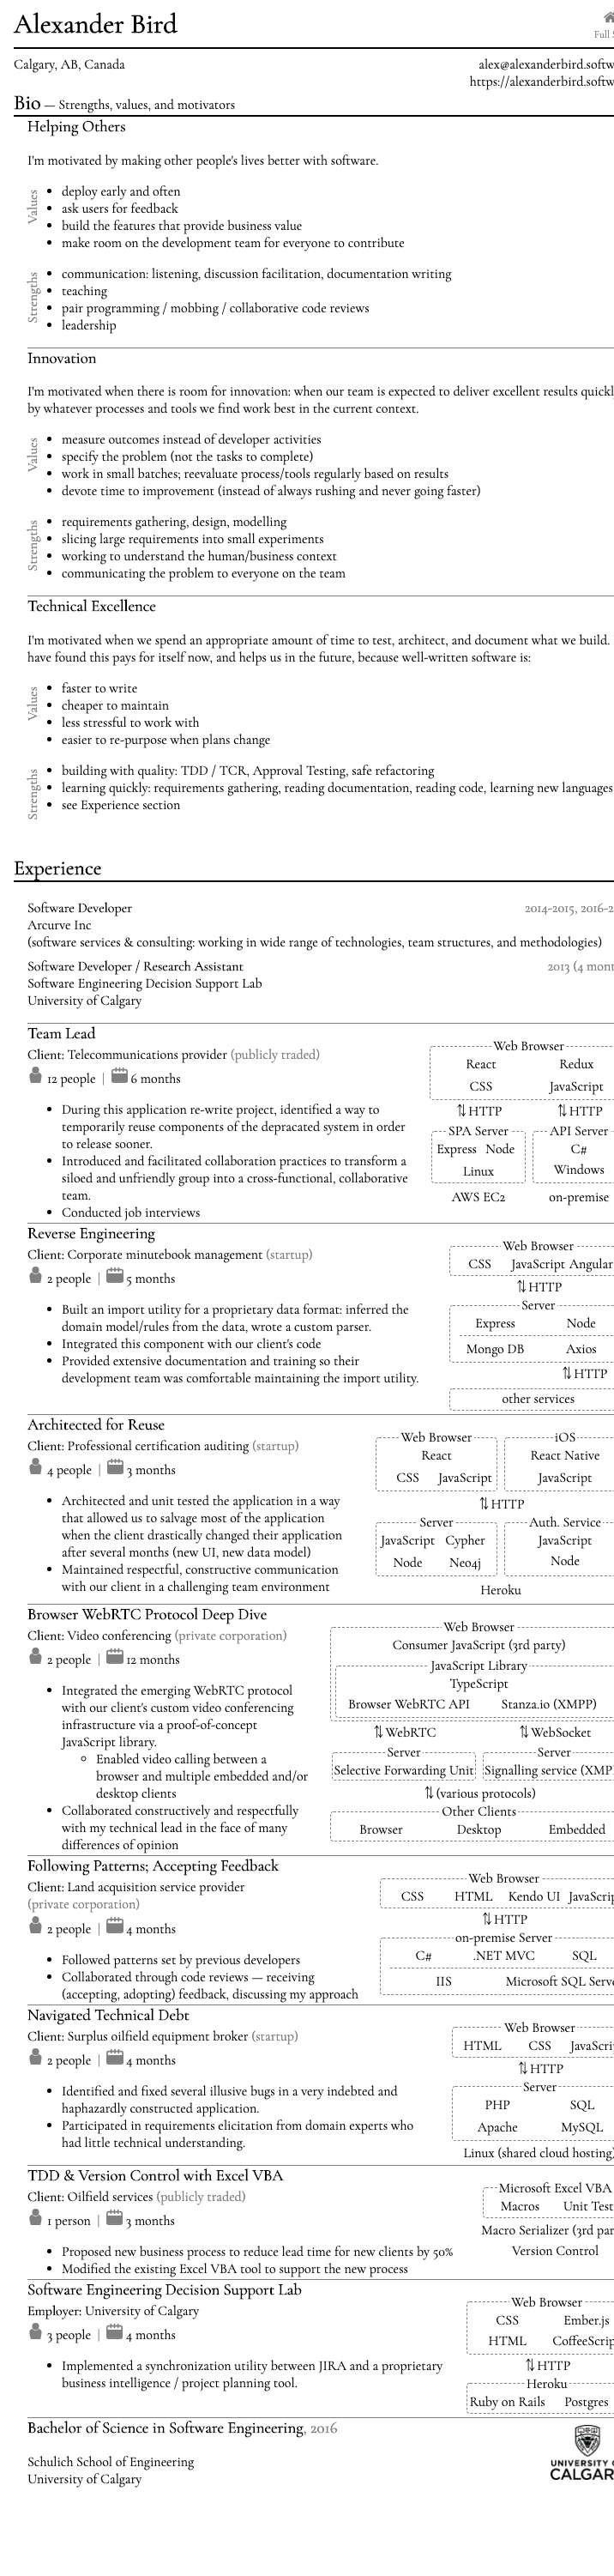 Alexander Bird
Full
Calgary, AB, Canada
alex@alexanderbird.softw
https://alexanderbird.softw
Bio — Strengths, values, and motivators
Helping Others
I'm motivated by making other people's lives better with software.
Values
• deploy early and often
• ask users for feedback
• build the features that provide business value
• make room on the development team for everyone to contribute
Strengths
• communication: listening, discussion facilitation, documentation writing
• teaching
• pair programming / mobbing / collaborative code reviews
• leadership
Innovation
I'm motivated when there is room for innovation: when our team is expected to deliver excellent results quickl
by whatever processes and tools we find work best in the current context.
Values
• measure outcomes instead of developer activities
• specify the problem (not the tasks to complete)
• work in small batches; reevaluate process/tools regularly based on results
• devote time to improvement (instead of always rushing and never going faster)
Strengths
• requirements gathering, design, modelling
• slicing large requirements into small experiments
• working to understand the human/business context
• communicating the problem to everyone on the team
Technical Excellence
I'm motivated when we spend an appropriate amount of time to test, architect, and document what we build.
have found this pays for itself now, and helps us in the future, because well-written software is:
Values
• faster to write
• cheaper to maintain
• less stressful to work with
• easier to re-purpose when plans change
Strengths
• building with quality: TDD / TCR, Approval Testing, safe refactoring
• learning quickly: requirements gathering, reading documentation, reading code, learning new languages
• see Experience section
Experience
Software Developer
2014-2015, 2016-2
Arcurve Inc
(software services & consulting: working in wide range of technologies, team structures, and methodologies)
Software Developer / Research Assistant
2013 (4 mont
Software Engineering Decision Support Lab
University of Calgary
Team Lead
Client: Telecommunications provider (publicly traded)
12 people | 6 months
• During this application re-write project, identified a way to
temporarily reuse components of the depracated system in order
to release sooner.
• Introduced and facilitated collaboration practices to transform a
siloed and unfriendly group into a cross-functional, collaborative
team.
• Conducted job interviews
Web Browser
React Redux
CSS JavaScript
⇅ HTTP ⇅ HTTP
SPA Server API Server
Express Node C#
Linux Windows
AWS EC2 on-premise
Reverse Engineering
Client: Corporate minutebook management (startup)
2 people | 5 months
• Built an import utility for a proprietary data format: inferred the
domain model/rules from the data, wrote a custom parser.
• Integrated this component with our client's code
• Provided extensive documentation and training so their
development team was comfortable maintaining the import utility.
Web Browser
CSS JavaScript Angular
⇅ HTTP
Server
Express Node
Mongo DB Axios
⇅ HTTP
other services
Architected for Reuse
Client: Professional certification auditing (startup)
4 people | 3 months
• Architected and unit tested the application in a way
that allowed us to salvage most of the application
when the client drastically changed their application
after several months (new UI, new data model)
• Maintained respectful, constructive communication
with our client in a challenging team environment
Web Browser iOS
React React Native
CSS JavaScript JavaScript
⇅ HTTP
Server Auth. Service
JavaScript Cypher JavaScript
Node Neo4j Node
Heroku
Browser WebRTC Protocol Deep Dive
Client: Video conferencing (private corporation)
2 people | 12 months
• Integrated the emerging WebRTC protocol
with our client's custom video conferencing
infrastructure via a proof-of-concept
JavaScript library.
◦ Enabled video calling between a
browser and multiple embedded and/or
desktop clients
• Collaborated constructively and respectfully
with my technical lead in the face of many
differences of opinion
Web Browser
Consumer JavaScript (3rd party)
JavaScript Library
TypeScript
Browser WebRTC API Stanza.io (XMPP)
⇅ WebRTC ⇅ WebSocket
Server Server
Selective Forwarding Unit Signalling service (XMP
⇅ (various protocols)
Other Clients
Browser Desktop Embedded
Following Patterns; Accepting Feedback
Client: Land acquisition service provider
(private corporation)
2 people | 4 months
• Followed patterns set by previous developers
• Collaborated through code reviews — receiving
(accepting, adopting) feedback, discussing my approach
Web Browser
CSS HTML Kendo UI JavaScrip
⇅ HTTP
on-premise Server
C# .NET MVC SQL
IIS Microsoft SQL Serve
Navigated Technical Debt
Client: Surplus oilfield equipment broker (startup)
2 people | 4 months
• Identified and fixed several illusive bugs in a very indebted and
haphazardly constructed application.
• Participated in requirements elicitation from domain experts who
had little technical understanding.
Web Browser
HTML CSS JavaScri
⇅ HTTP
Server
PHP SQL
Apache MySQL
Linux (shared cloud hosting)
TDD & Version Control with Excel VBA
Client: Oilfield services (publicly traded)
1 person | 3 months
• Proposed new business process to reduce lead time for new clients by 50%
• Modified the existing Excel VBA tool to support the new process
Microsoft Excel VBA
Macros Unit Test
Macro Serializer (3rd par
Version Control
Software Engineering Decision Support Lab
Employer: University of Calgary
3 people | 4 months
• Implemented a synchronization utility between JIRA and a proprietary
business intelligence / project planning tool.
Web Browser
CSS Ember.js
HTML CoffeeScrip
⇅ HTTP
Heroku
Ruby on Rails Postgres
Bachelor of Science in Software Engineering, 2016
Schulich School of Engineering
University of Calgary
UNIVERSITY O
CALGAR